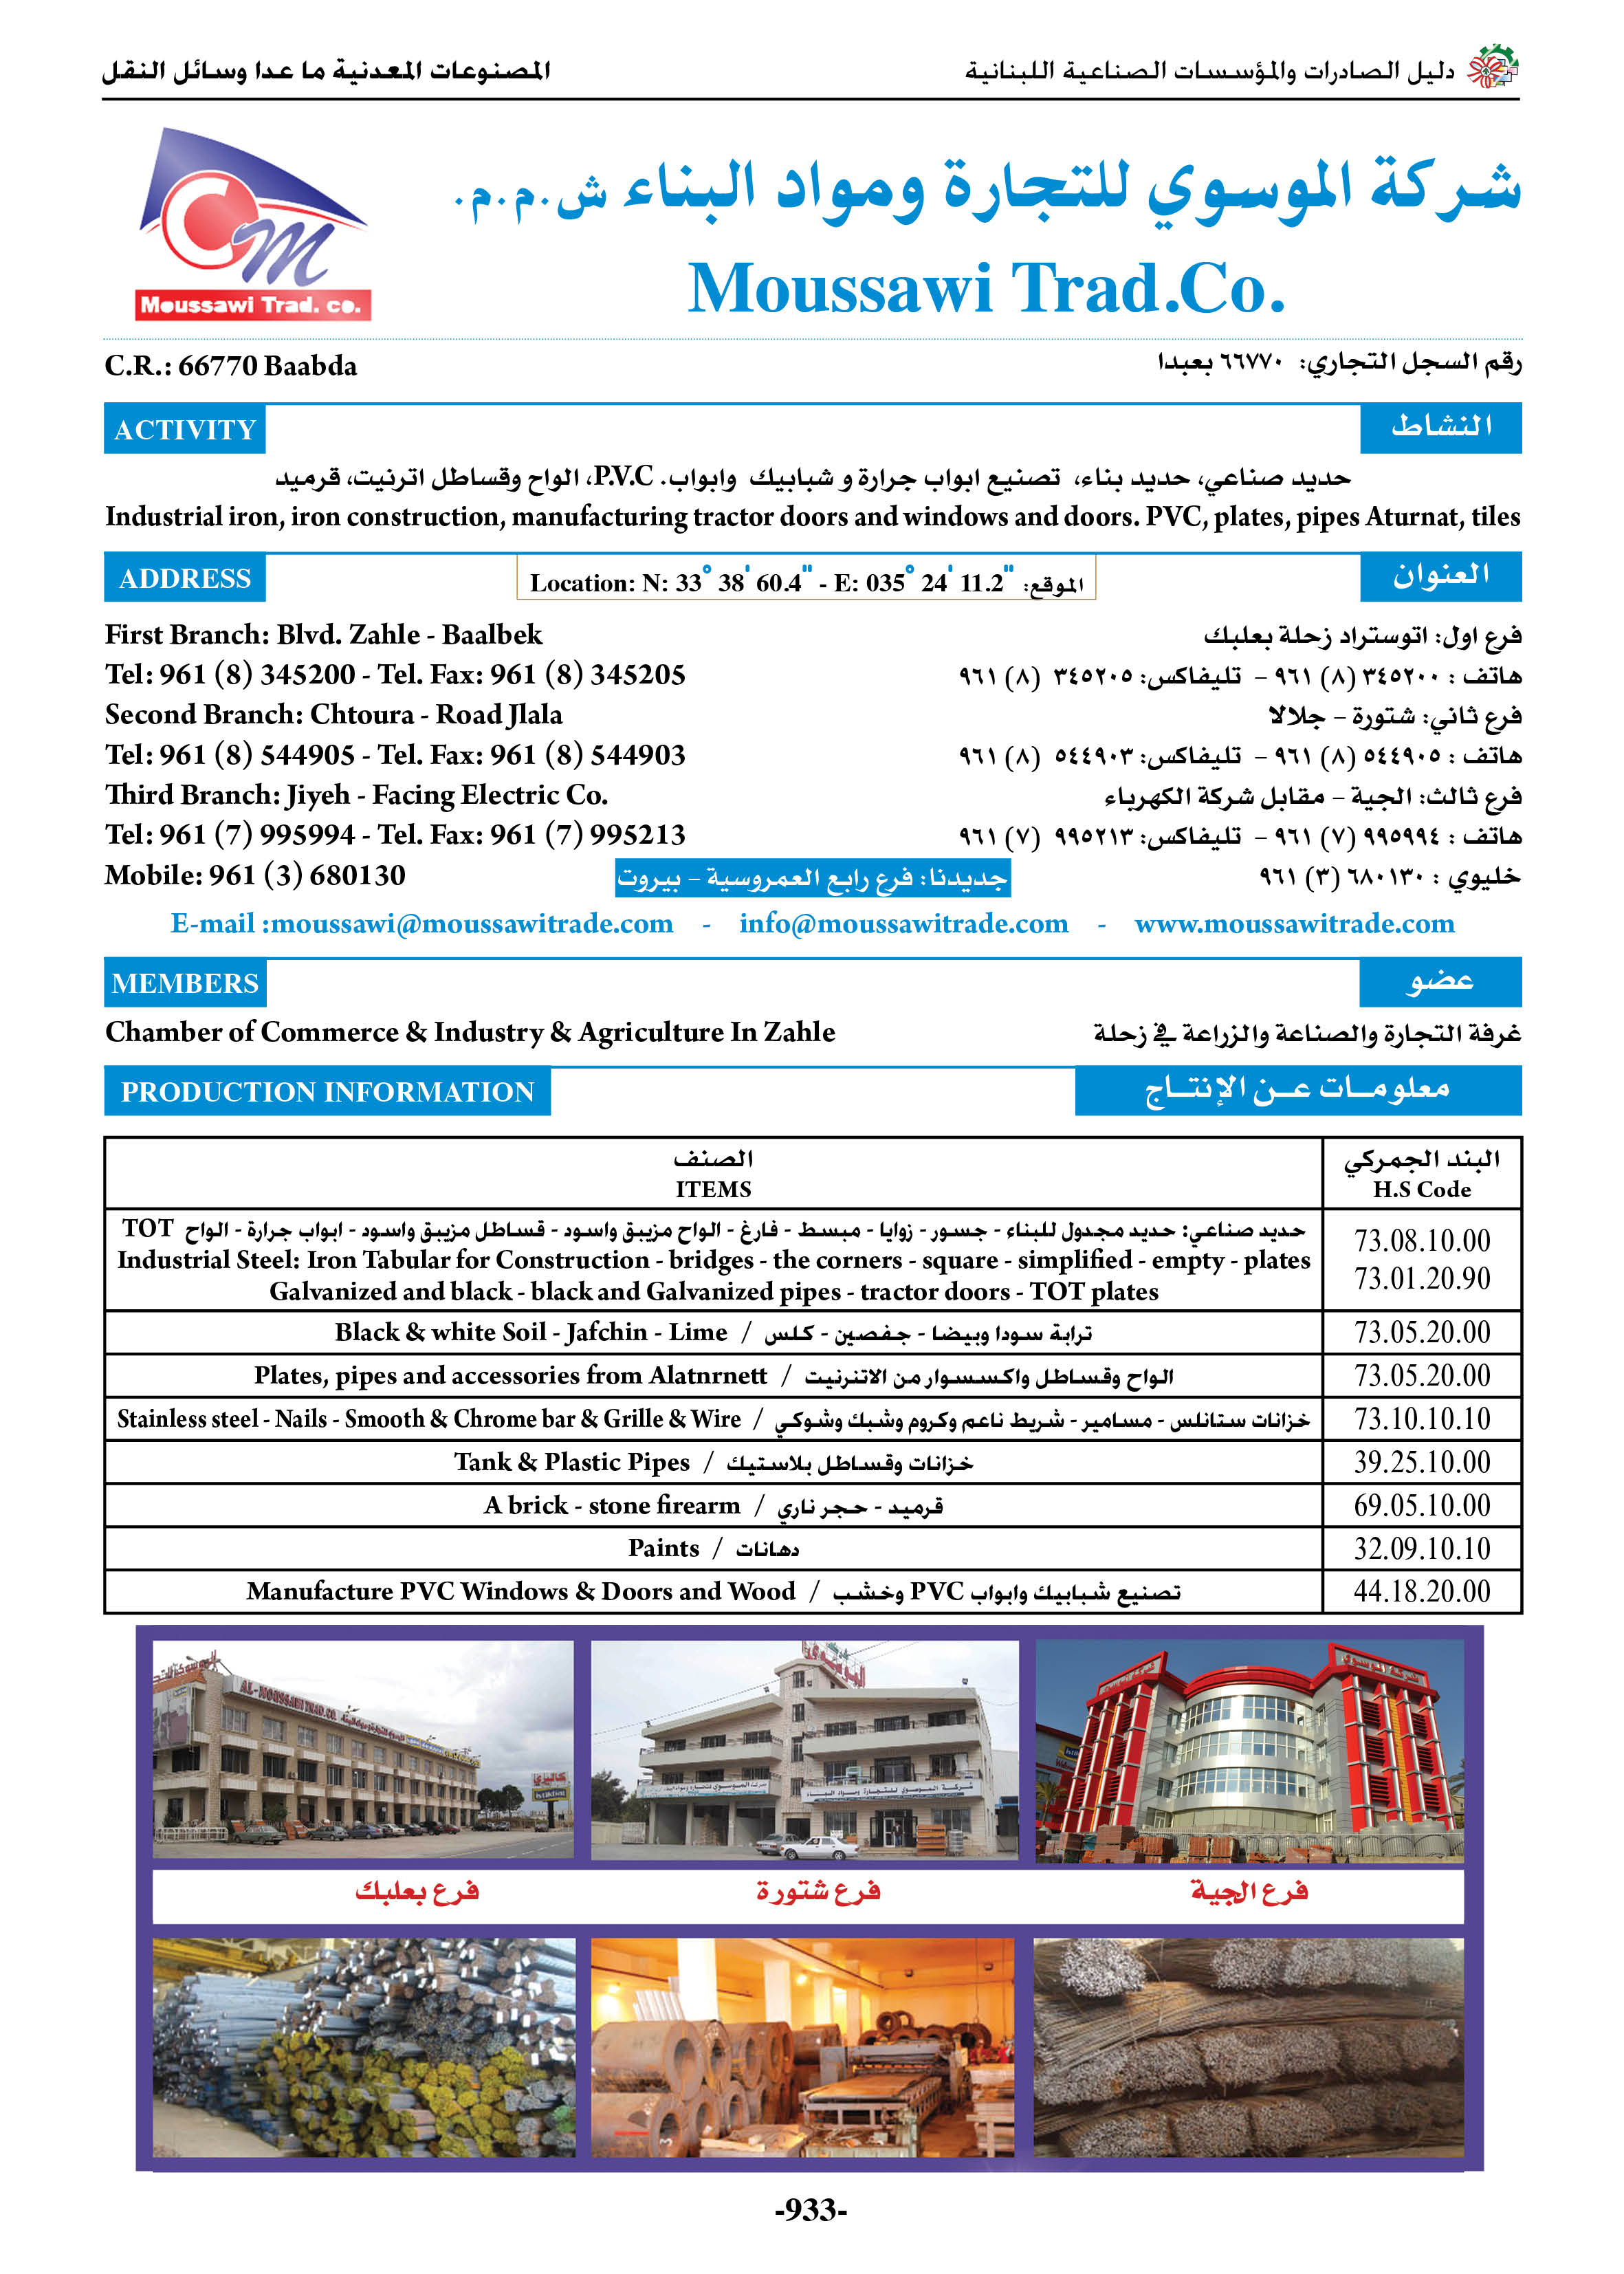 دليل الصادرات والمؤسسات الصناعية اللبنانية
المصنوعات المعدنية ما عدا وسائل النقل
Moussawi Trad. co.
شركة الموسوي للتجارة ومواد البناء ش.م.م.
Moussawi Trad.Co.
C.R.: 66770 Baabda
رقم السجل التجاري: ٦٦٧٧٠ بعبدا
ACTIVITY
النشاط
حديد صناعي، حديد بناء، تصنيع ابواب جرارة و شبابيك وابواب. P.V.C، الواح وقساطل اترنيت، قرميد
Industrial iron, iron construction, manufacturing tractor doors and windows and doors. PVC, plates, pipes Aturnat, tiles
ADDRESS
Location: N: 33° 38' 60.4" - E: 035° 24' 11.2" الموقع:
العنوان
First Branch: Blvd. Zahle - Baalbek
فرع اول: اتوستراد زحلة بعلبك
Tel: 961 (8) 345200 - Tel. Fax: 961 (8) 345205
هاتف : ٣٤٥٢٠٠ (٨) ٩٦١ – تليفاكس: ٣٤٥٢٠٥ (٨) ٩٦١
Second Branch: Chtoura - Road Jlala
فرع ثاني: شتورة – جلالا
Tel: 961 (8) 544905 - Tel. Fax: 961 (8) 544903
هاتف : ٥٤٤٩٠٥ (٨) ٩٦١ – تليفاكس: ٥٤٤٩٠٣ (٨) ٩٦١
Third Branch: Jiyeh - Facing Electric Co.
فرع ثالث: الجية – مقابل شركة الكهرباء
Tel: 961 (7) 995994 - Tel. Fax: 961 (7) 995213
هاتف : ٩٩٥٩٩٤ (٧) ٩٦١ – تليفاكس: ٩٩٥٢١٣ (٧) ٩٦١
Mobile: 961 (3) 680130
جديدنا: فرع رابع العمروسية – بيروت
خليوي : ٦٨٠١٣٠ (٣) ٩٦١
E-mail :moussawi@moussawitrade.com - info@moussawitrade.com - www.moussawitrade.com
MEMBERS
عضو
Chamber of Commerce & Industry & Agriculture In Zahle
غرفة التجارة والصناعة والزراعة في زحلة
PRODUCTION INFORMATION
معلومـات عـن الإنتـاج
الصنف
ITEMS
البند الجمركي
H.S Code
حديد صناعي: حديد مجدول للبناء - جسور - زوايا - مبسط - فارغ - الواح مزيبق واسود - قساطل مزيبق واسود - ابواب جرارة - الواح TOT
Industrial Steel: Iron Tabular for Construction - bridges - the corners - square - simplified - empty - plates
Galvanized and black - black and Galvanized pipes - tractor doors - TOT plates
73.08.10.00
73.01.20.90
Black & white Soil - Jafchin - Lime / ترابة سودا وبيضا - جفصين - كلس
73.05.20.00
Plates, pipes and accessories from Alatnrnett / الواح وقساطل واكسسوار من الاتنرنيت
73.05.20.00
Stainless steel - Nails - Smooth & Chrome bar & Grille & Wire / خزانات ستانلس - مسامير - شريط ناعم وكروم وشبك وشوكي
73.10.10.10
Tank & Plastic Pipes / خزانات وقساطل بلاستيك
39.25.10.00
A brick - stone firearm / قرميد - حجر ناري
69.05.10.00
Paints / دهانات
32.09.10.10
Manufacture PVC Windows & Doors and Wood / تصنيع شبابيك وابواب PVC وخشب
44.18.20.00
AL-MOUSSAWI TRAD.CO.
شركة الموسوي للتجارة ومواد البناء
شركة الموسوي
فرع الجية
فرع شتورة
فرع بعلبك
-933-